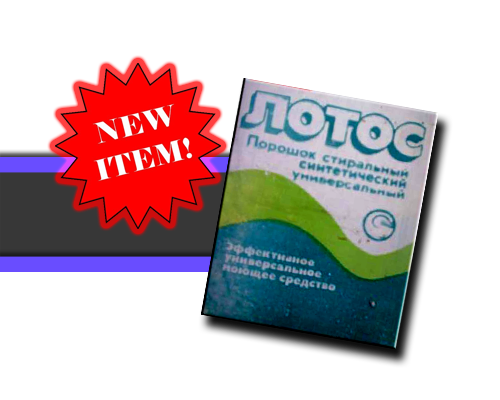 NEW
ITEM!
ЛОТОС
Порошок стиральный
синтетический
универсальный
Эффективное
универсальное
моющее средство